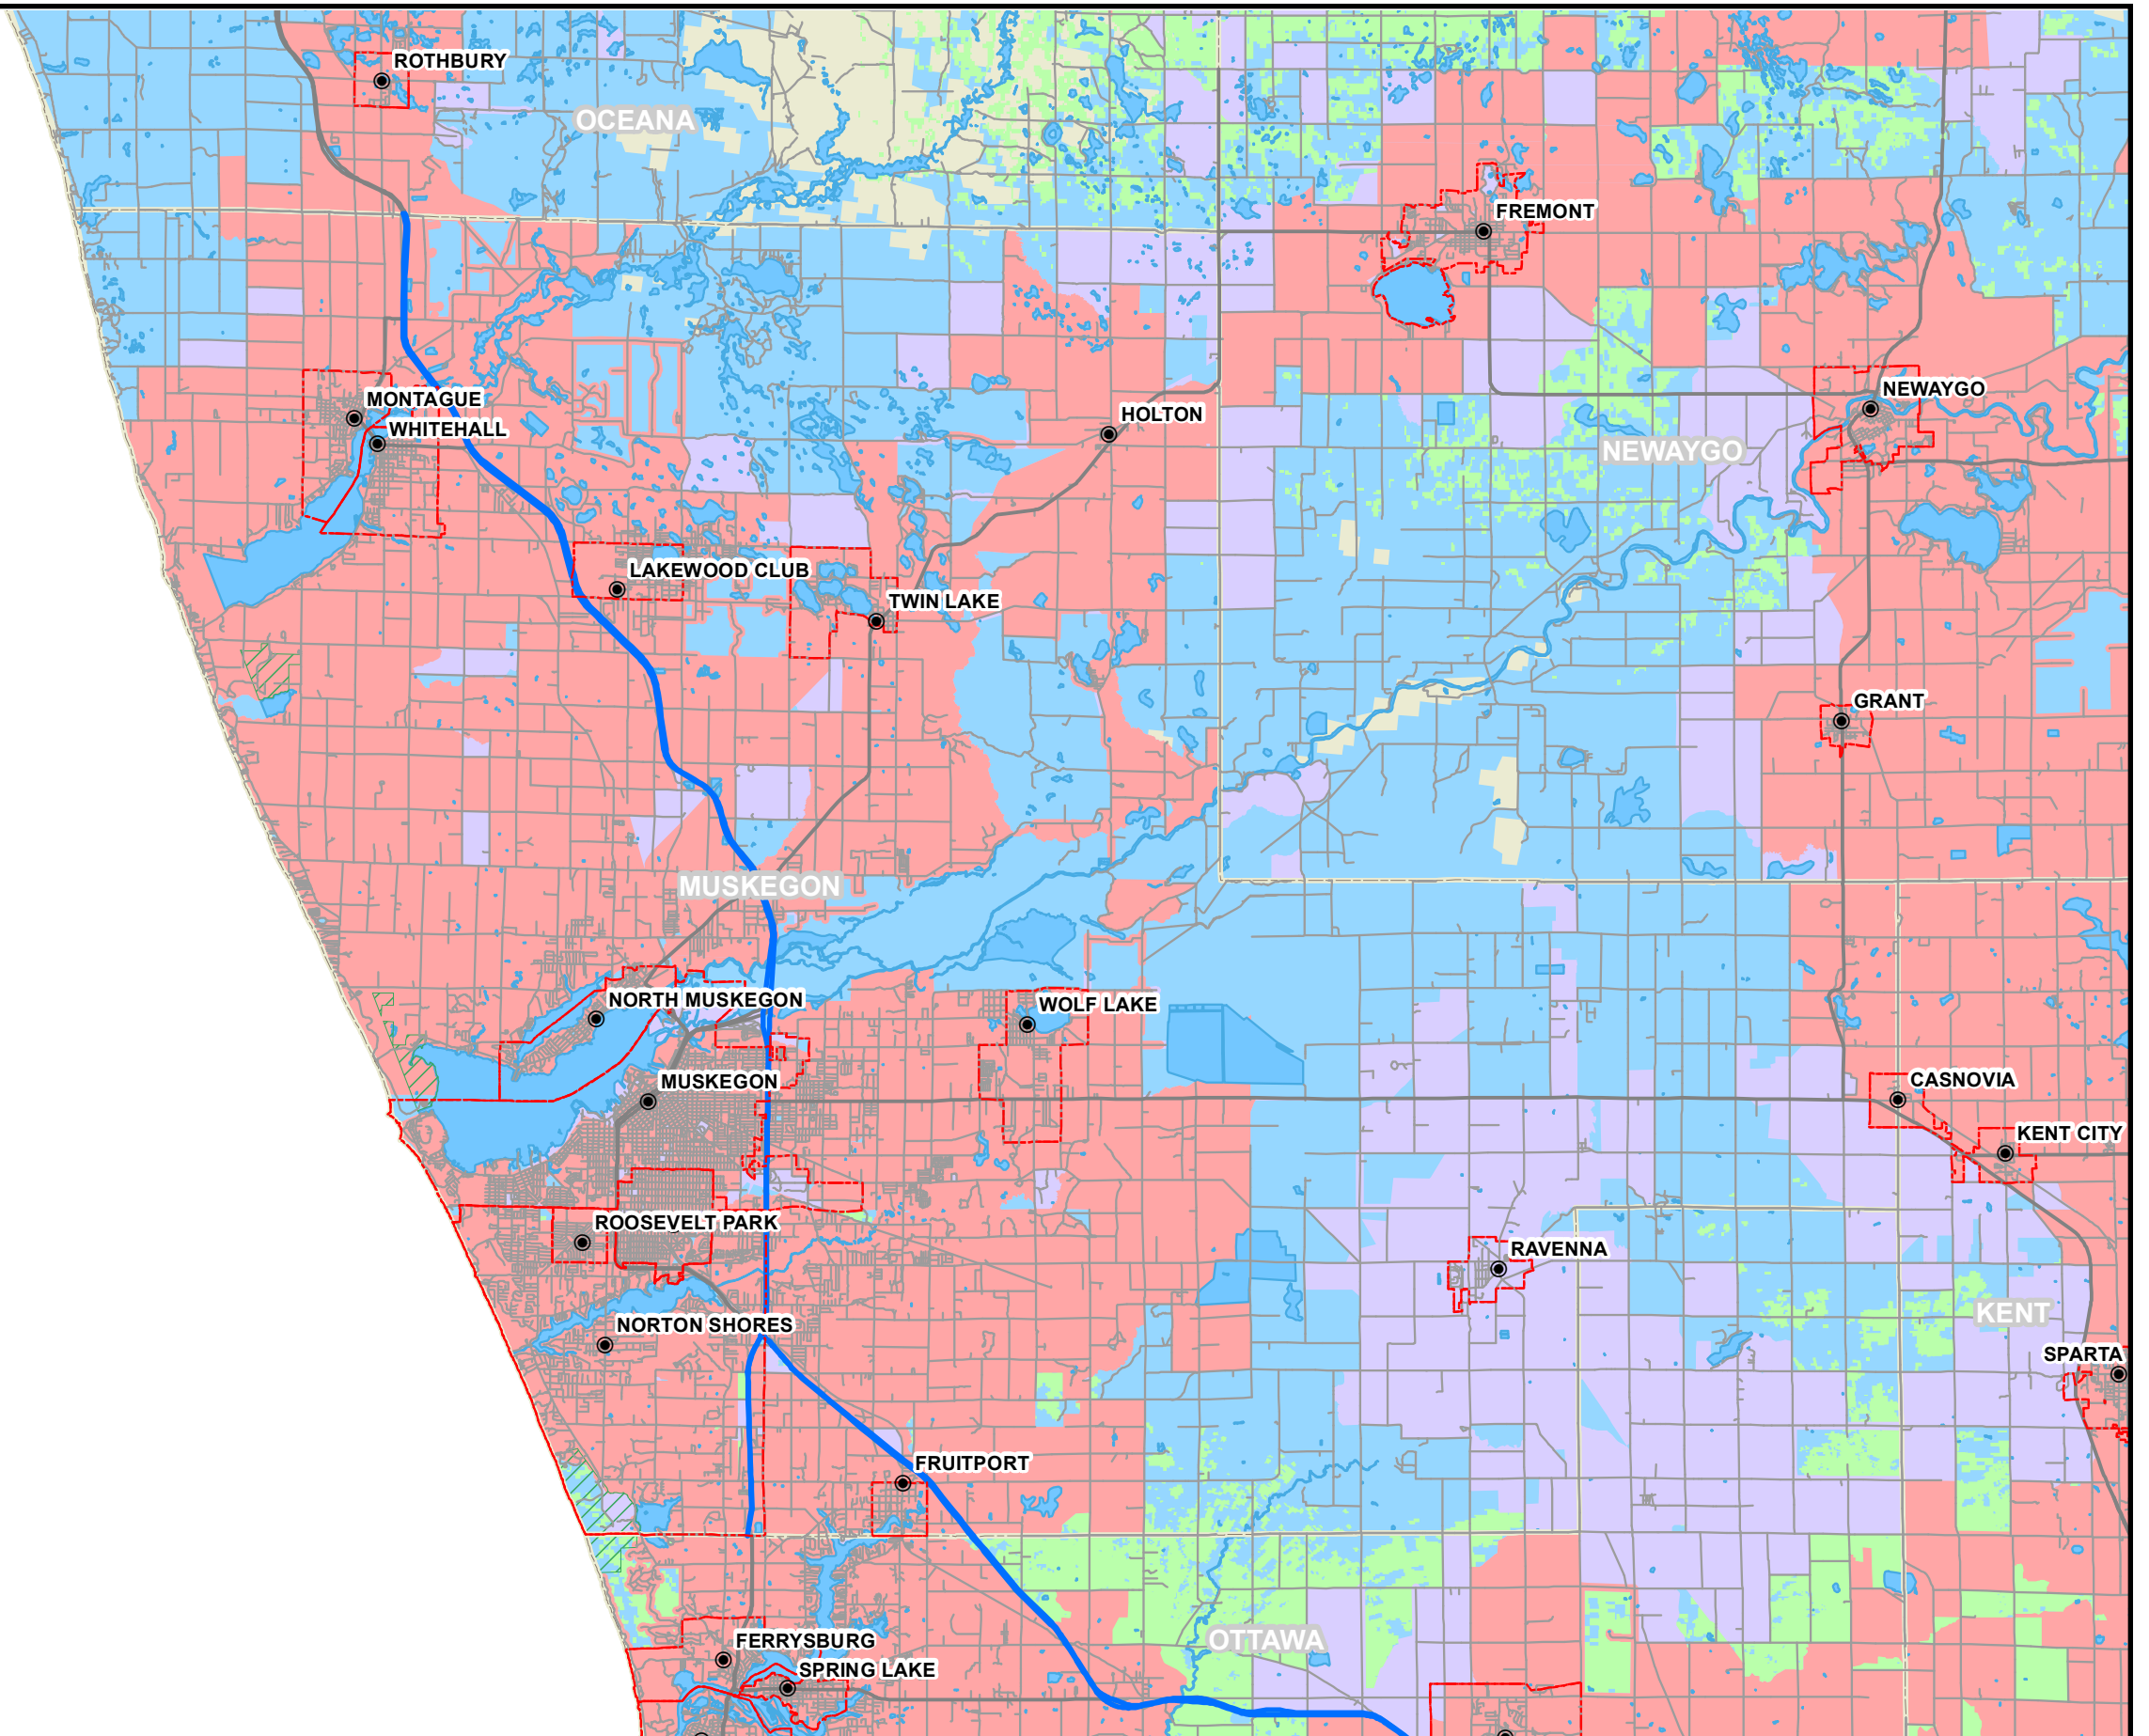 ROTHBURY
OCEANA
FREMONT
MONTAGUE
WHITEHALL
HOLTON
NEWAYGO
NEWAYGO
LAKEWOOD CLUB
TWIN LAKE
GRANT
MUSKEGON
NORTH MUSKEGON
WOLF LAKE
MUSKEGON
CASNOVIA
KENT CITY
ROOSEVELT PARK
RAVENNA
KENT
NORTON SHORES
SPARTA
FRUITPORT
FERRYSBURG
OTTAWA
SPRING LAKE